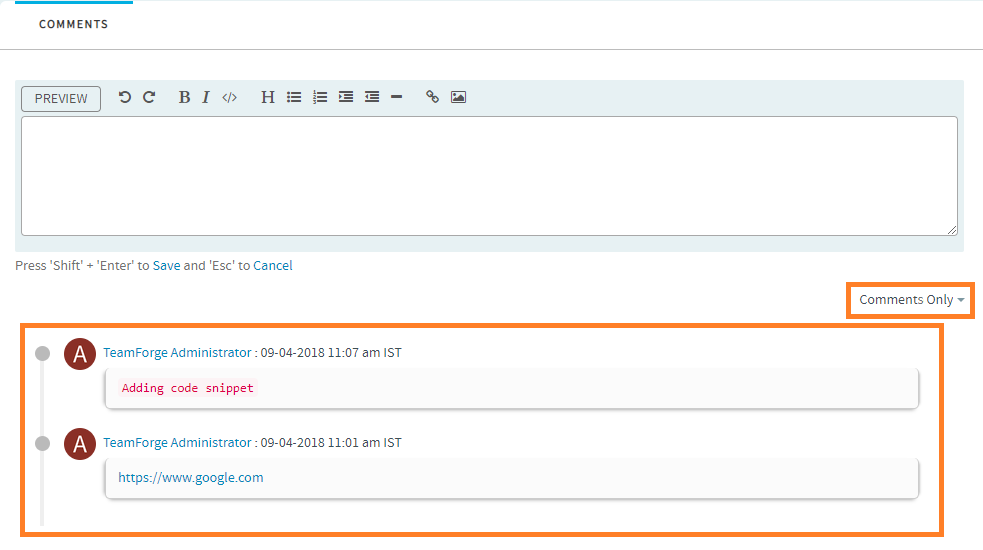 COMMENTS
PREVIEW B I </> H
Press 'Shift' + 'Enter' to Save and 'Esc' to Cancel
Comments Only
A TeamForge Administrator : 09-04-2018 11:07 am IST
Adding code snippet
A TeamForge Administrator : 09-04-2018 11:01 am IST
https://www.google.com